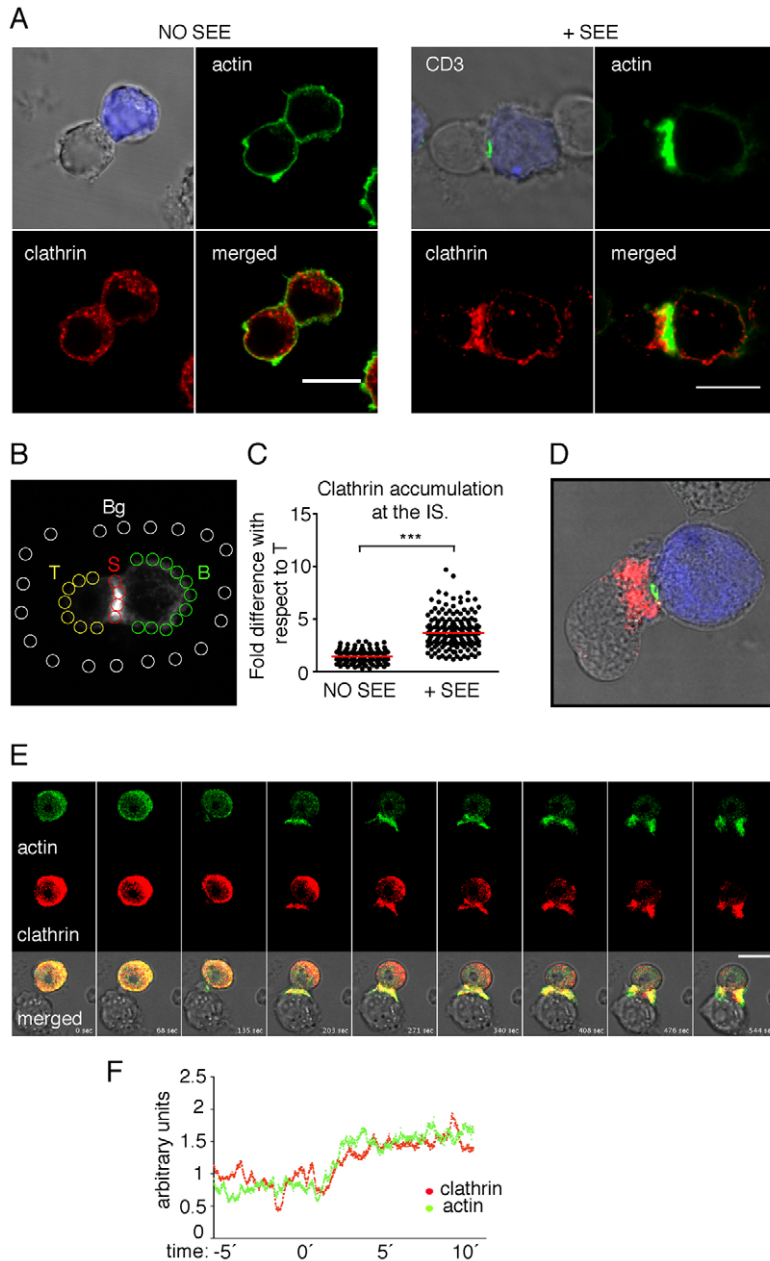 A
NO SEE
+ SEE
actin
CD3
actin
clathrin
merged
clathrin
merged
B
C
D
Bg
T
S
B
Clathrin accumulation
at the IS.
Fold difference with
respect to T
15
10
5
0
***
NO SEE
+ SEE
E
actin
clathrin
merged
0 sec
68 sec
135 sec
203 sec
271 sec
340 sec
408 sec
476 sec
544 sec
F
arbitrary units
2.5
2
1.5
1
0.5
0
clathrin
actin
time: -5´
0´
5´
10´